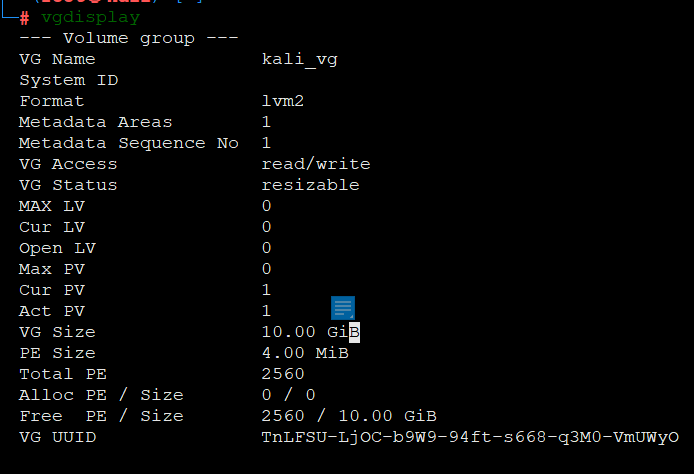 # vgdisplay
--- Volume group ---
VG Name kali_vg
System ID
Format lvm2
Metadata Areas 1
Metadata Sequence No 1
VG Access read/write
VG Status resizable
MAX LV 0
Cur LV 0
Open LV 0
Max PV 0
Cur PV 1
Act PV 1
VG Size 10.00 GiB
PE Size 4.00 MiB
Total PE 2560
Alloc PE / Size 0 / 0
Free  PE / Size 2560 / 10.00 GiB
VG UUID TnLFSU-LjOC-b9W9-94ft-s668-q3M0-VmUWyO